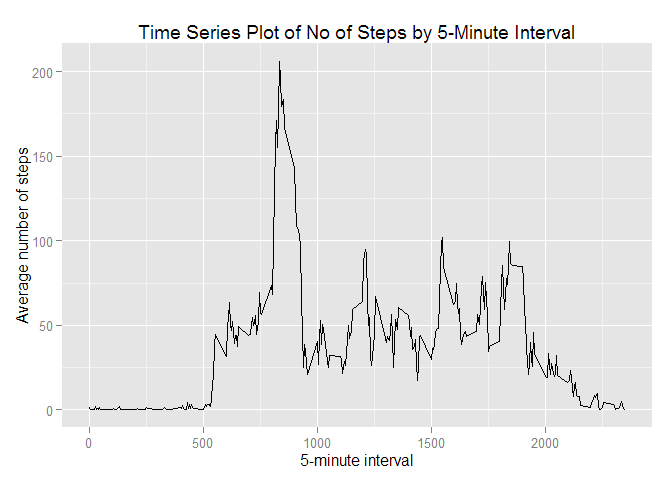 Time Series Plot of No of Steps by 5-Minute Interval
Average number of steps
200
150
100
50
0
0 500 1000 1500 2000
5-minute interval